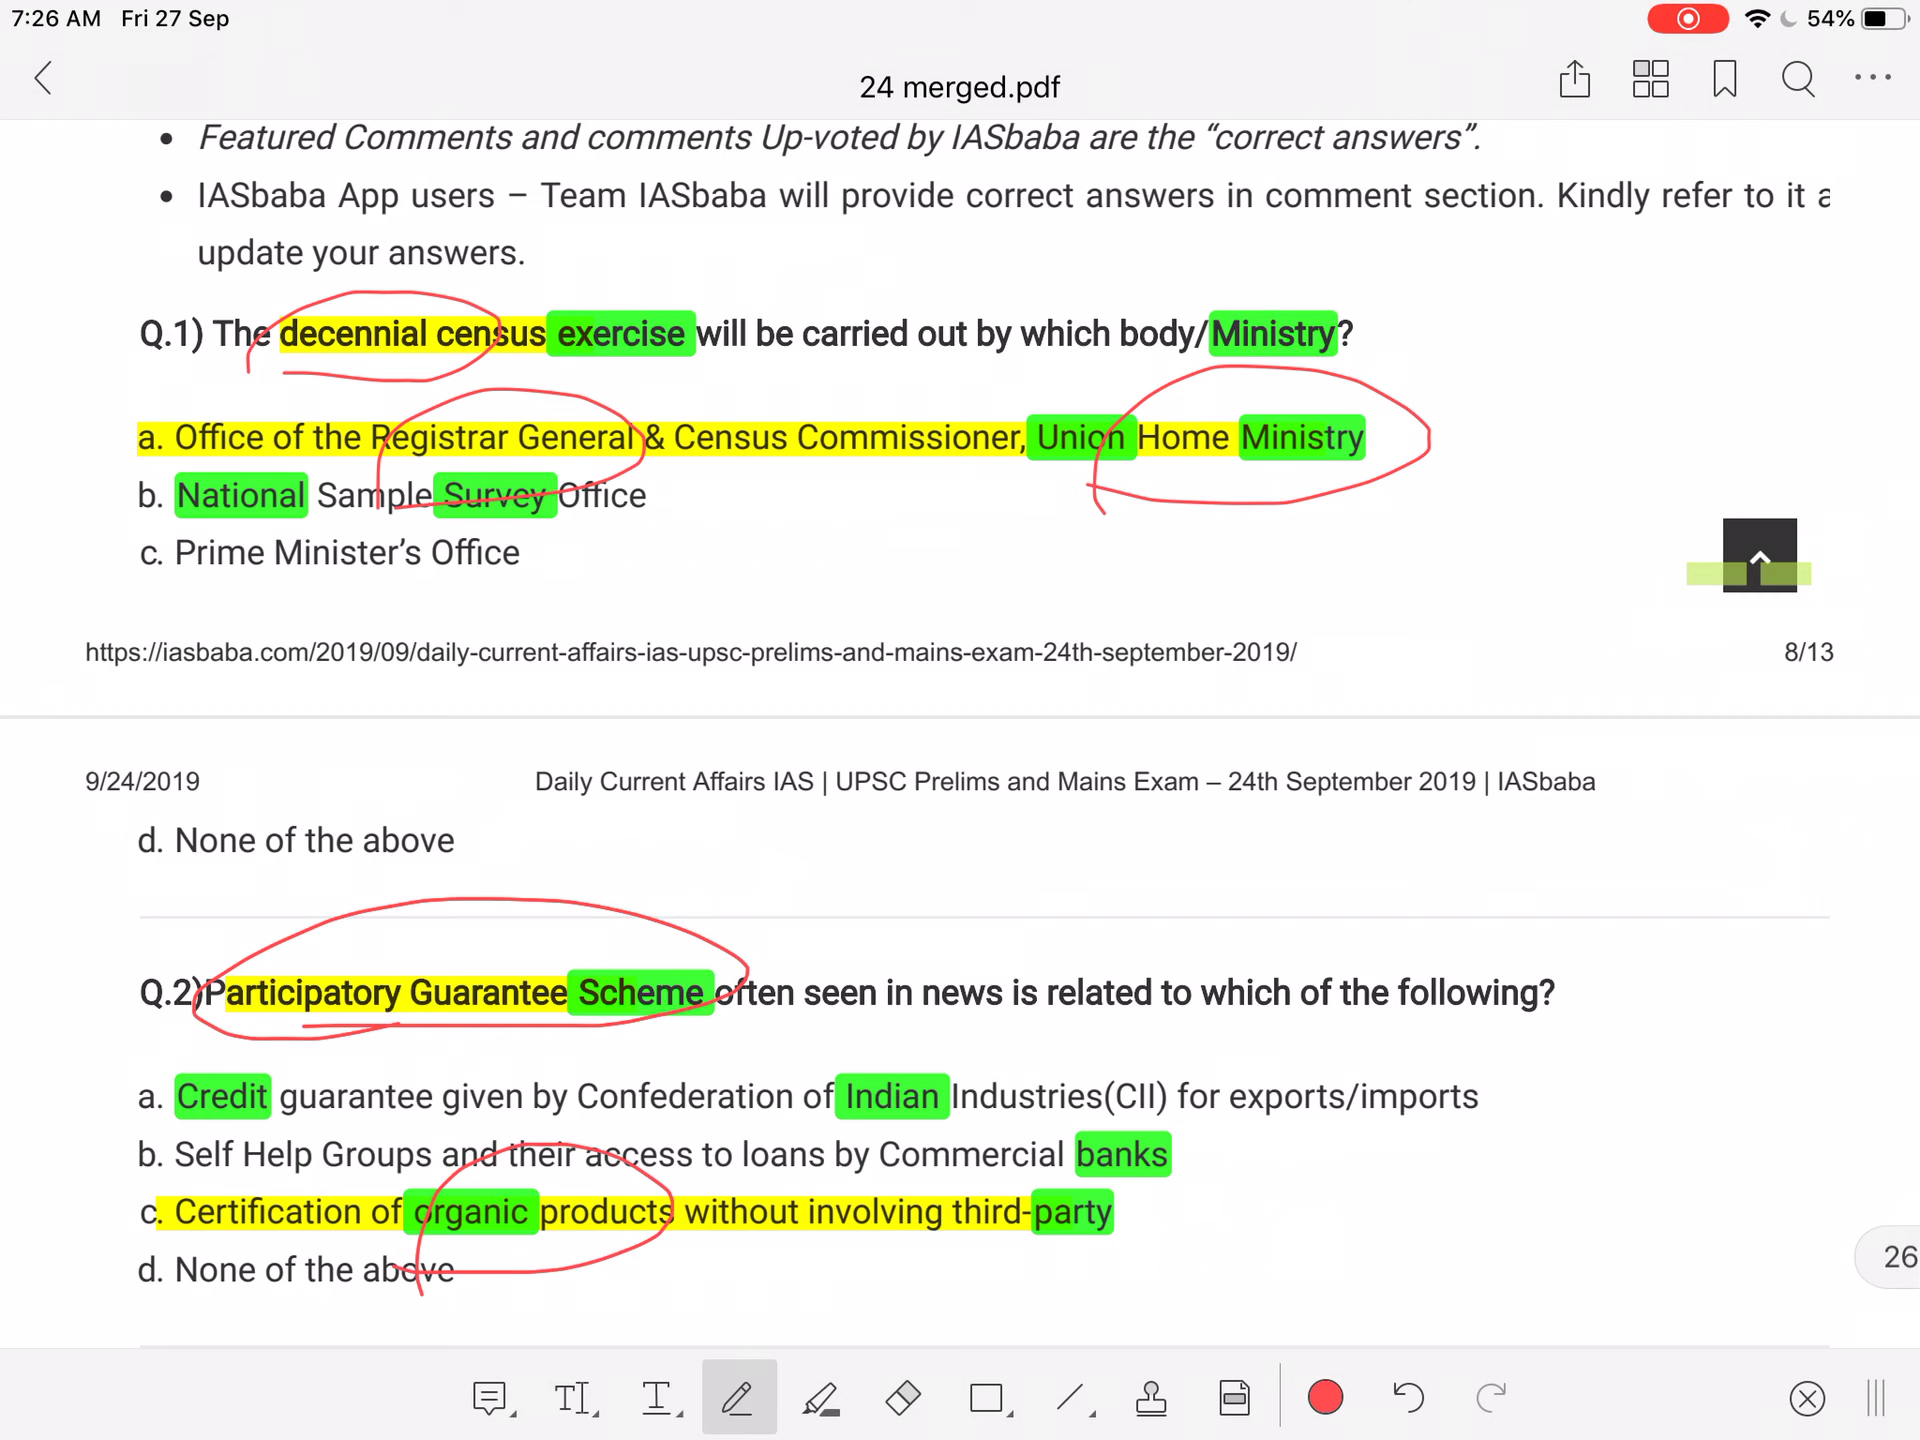 7:26 AM Fri 27 Sep 54%
24 merged.pdf
• Featured Comments and comments Up-voted by IASbaba are the “correct answers”.
• IASbaba App users – Team IASbaba will provide correct answers in comment section. Kindly refer to it a
update your answers.
Q.1) The decennial census exercise will be carried out by which body/Ministry?
a. Office of the Registrar General & Census Commissioner, Union Home Ministry
b. National Sample Survey Office
c. Prime Minister’s Office
https://iasbaba.com/2019/09/daily-current-affairs-ias-upsc-prelims-and-mains-exam-24th-september-2019/ 8/13
9/24/2019 Daily Current Affairs IAS | UPSC Prelims and Mains Exam – 24th September 2019 | IASbaba
d. None of the above
Q.2)Participatory Guarantee Scheme often seen in news is related to which of the following?
a. Credit guarantee given by Confederation of Indian Industries(CII) for exports/imports
b. Self Help Groups and their access to loans by Commercial banks
c. Certification of organic products without involving third-party
26
d. None of the above